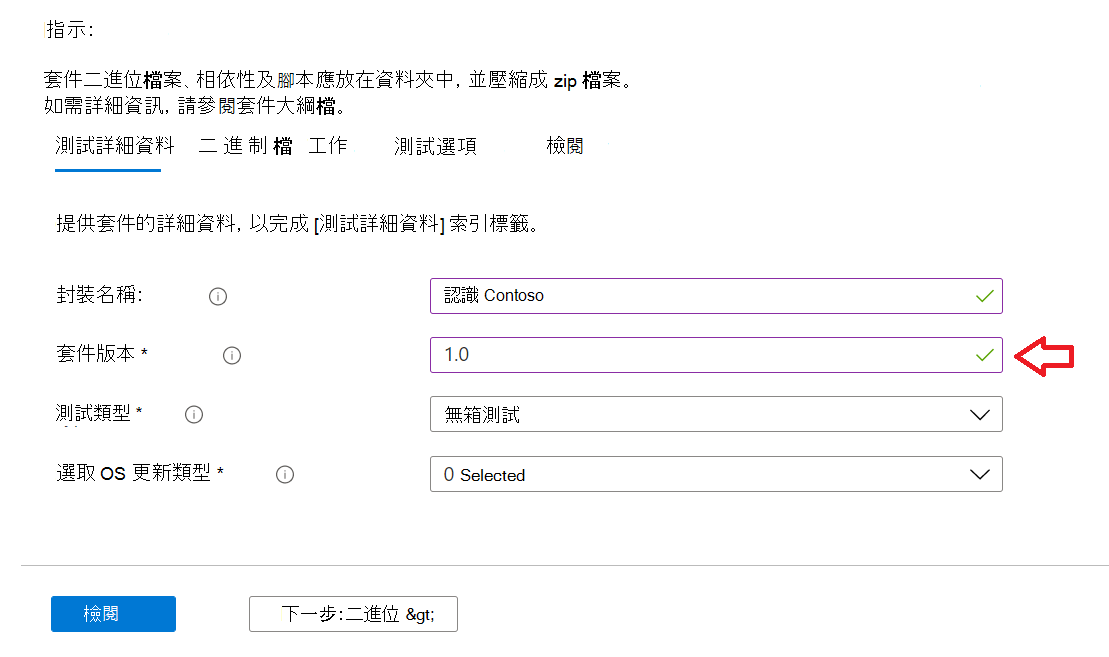 指示:
套件二進位檔案、相依性及腳本應放在資料夾中, 並壓縮成 zip 檔案。
如需詳細資訊, 請參閱套件大綱檔。
測試詳細資料 二進制檔 工作 測試選項 檢閱
提供套件的詳細資料, 以完成 [測試詳細資料] 索引標籤。
封裝名稱: 認識 Contoso
套件版本 * 1.0
測試類型 * 無箱測試
選取 OS 更新類型 * 0 Selected
檢閱 下一步:二進位 &gt;